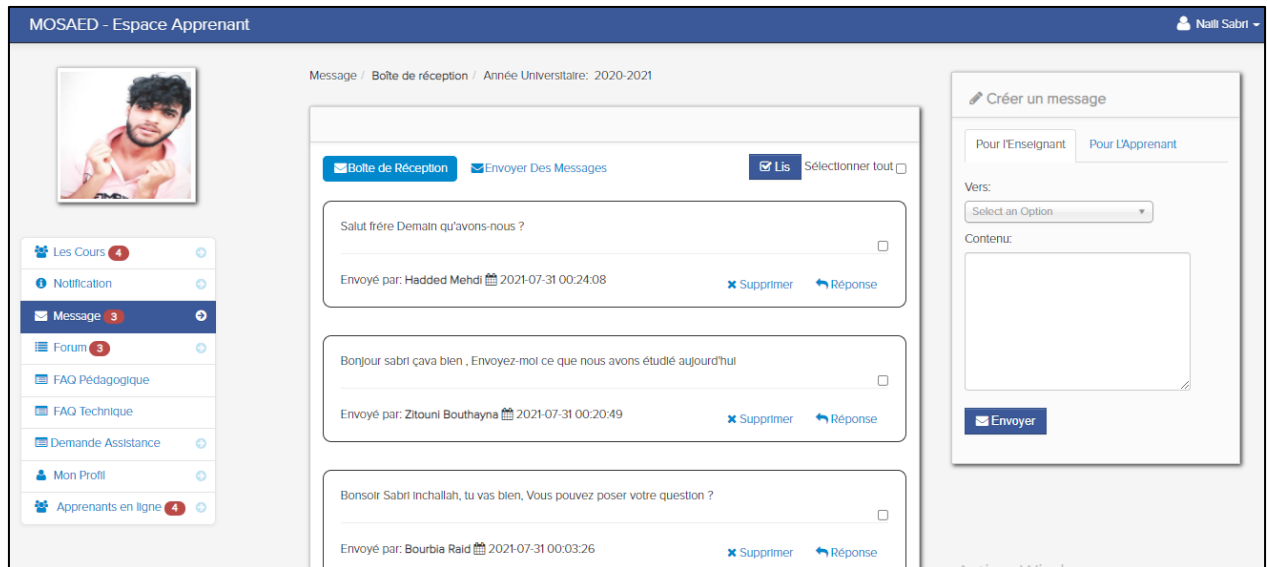 MOSAED - Espace Apprenant
Naili Sabri
Message / Boîte de réception / Année Universitaire: 2020-2021
Créer un message
Pour l'Enseignant Pour L'Apprenant
Boîte de Réception Envoyer Des Messages Lis Sélectionner tout
Vers:
Select an Option
Contenu:
Envoyer
Les Cours 4
Notification
Message 3
Forum 3
FAQ Pédagogique
FAQ Technique
Demande Assistance
Mon Profil
Apprenants en ligne 4
Salut frére Demain qu'avons-nous ?
Envoyé par: Hadded Mehdi 2021-07-31 00:24:08
Supprimer Réponse
Bonjour sabri çava bien , Envoyez-moi ce que nous avons étudié aujourd'hui
Envoyé par: Zitouni Bouthayna 2021-07-31 00:20:49
Supprimer Réponse
Bonsoir Sabri inchallah, tu vas bien, Vous pouvez poser votre question ?
Envoyé par: Bourbia Raid 2021-07-31 00:03:26
Supprimer Réponse